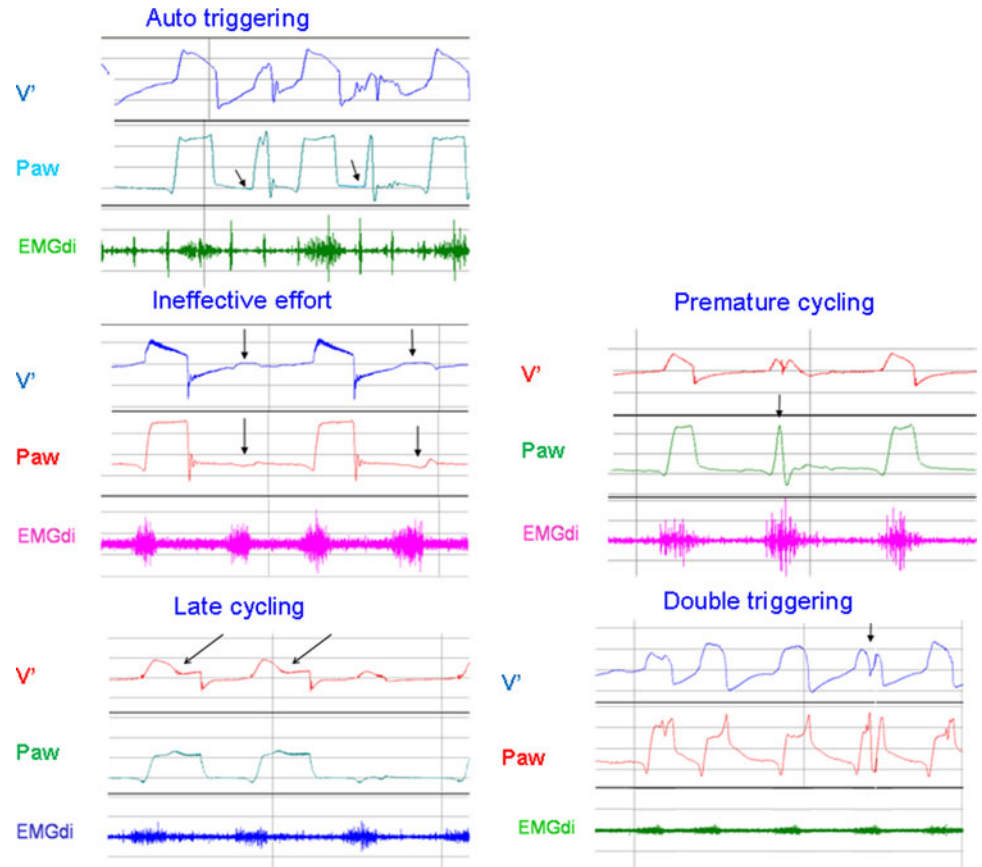 Auto triggering
V'
Paw
EMGdi
Ineffective effort
V'
Paw
EMGdi
Premature cycling
V'
Paw
EMGdi
Late cycling
V'
Paw
EMGdi
Double triggering
V'
Paw
EMGdi